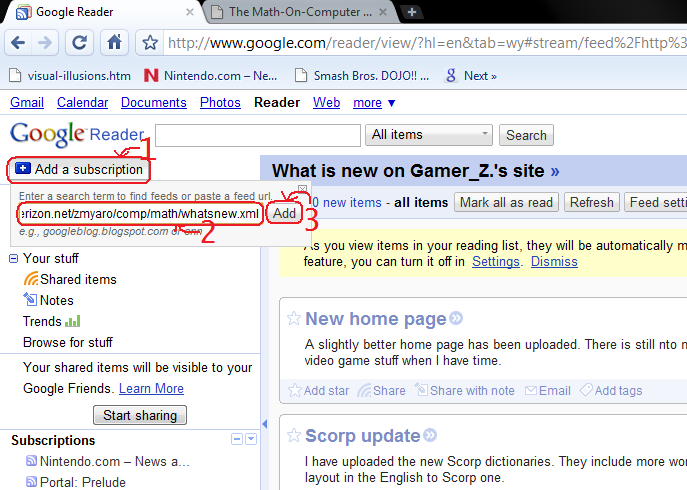 Google Reader
The Math-On-Computer ...
http://www.google.com/reader/view/?hl=en&tab=wy#stream/feed%2Fhttp%3
visual-illusions.htm
Nintendo.com – Ne...
Smash Bros. DOJO!! ...
Next »
Gmail Calendar Documents Photos Reader Web more ▼
Google Reader
All items
Search
1
Add a subscription
What is new on Gamer_Z.'s site »
Enter a search term to find feeds or paste a feed url.
erizon.net/zmyaro/comp/math/whatsnew.xml
Add
3
2
e.g., googleblog.blogspot.com or cnn
0 new items - all items
Mark all as read
Refresh
Feed setti
As you view items in your reading list, they will be automatically m
feature, you can turn it off in Settings. Dismiss
Your stuff
Shared items
Notes
Trends
Browse for stuff
Your shared items will be visible to your
Google Friends. Learn More
Start sharing
Subscriptions
Nintendo.com – News a...
Portal: Prelude
New home page
A slightly better home page has been uploaded. There is still nto m
video game stuff when I have time.
Add star Share Share with note Email Add tags
Scorp update
I have uploaded the new Scorp dictionaries. They include more wo
layout in the English to Scorp one.